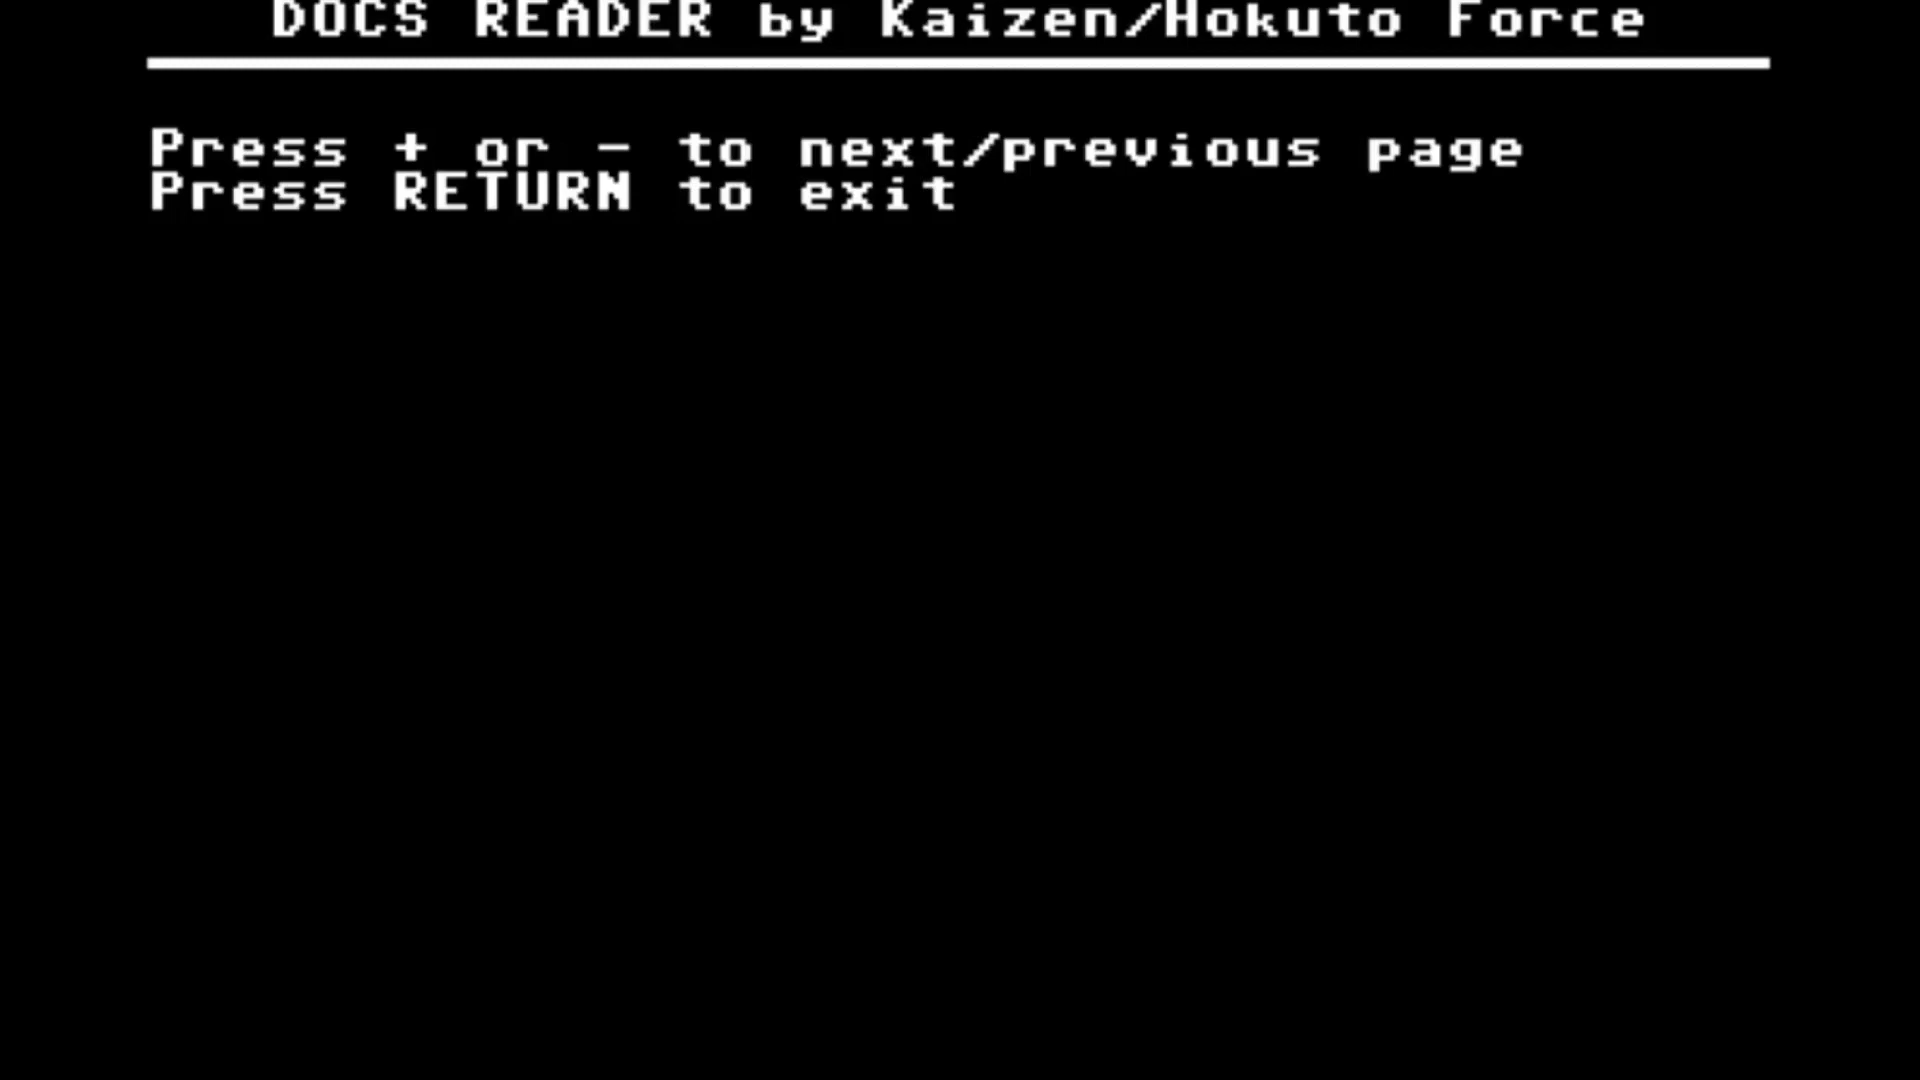 DOCS READER by Kaizen/Hokuto Force
Press + or - to next/previous page
Press RETURN to exit